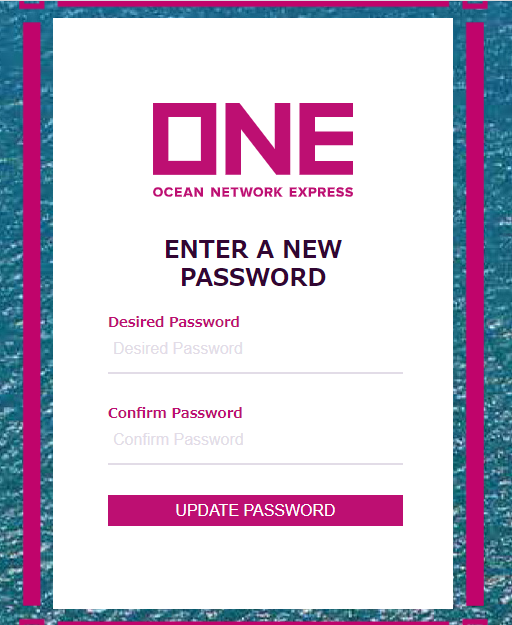 ONE
OCEAN NETWORK EXPRESS
ENTER A NEW
PASSWORD
Desired Password
Desired Password
Confirm Password
Confirm Password
UPDATE PASSWORD